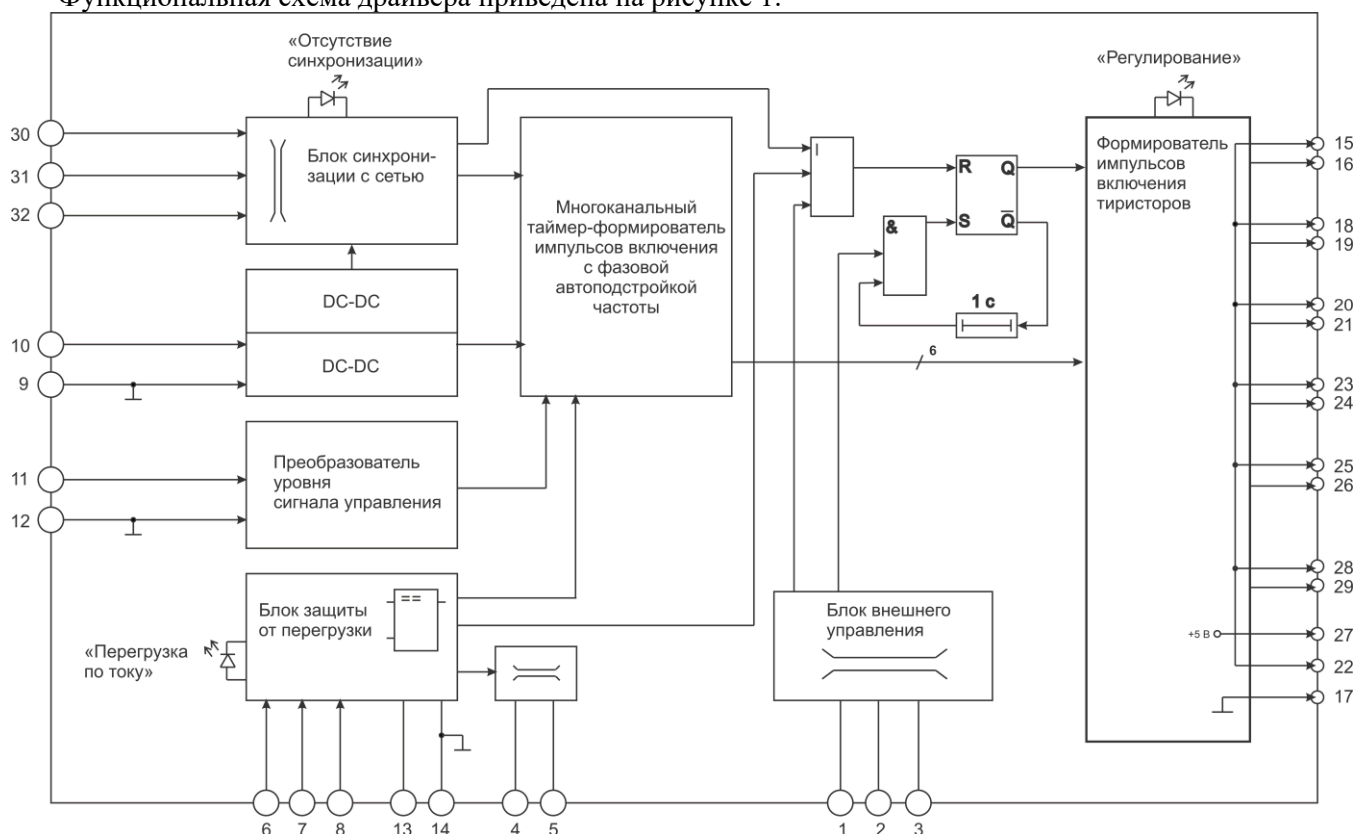 Функциональная схема драйвера приведена на рисунке 1.
«Отсутствие
синхронизации»
«Регулирование»
30
31
32
Блок синхрони-
зации с сетью
DC-DC
DC-DC
10
9
Многоканальный
таймер-формирователь
импульсов включения
с фазовой
автоподстройкой
частоты
I
&
R Q
S Q̅
1 с
6
Формирователь
импульсов
включения
тиристоров
15
16
18
19
20
21
23
24
25
26
28
29
+5 В
27
22
17
11
12
Преобразователь
уровня
сигнала управления
Блок защиты
от перегрузки
==
«Перегрузка
по току»
Блок внешнего
управления
6 7 8 13 14 4 5 1 2 3